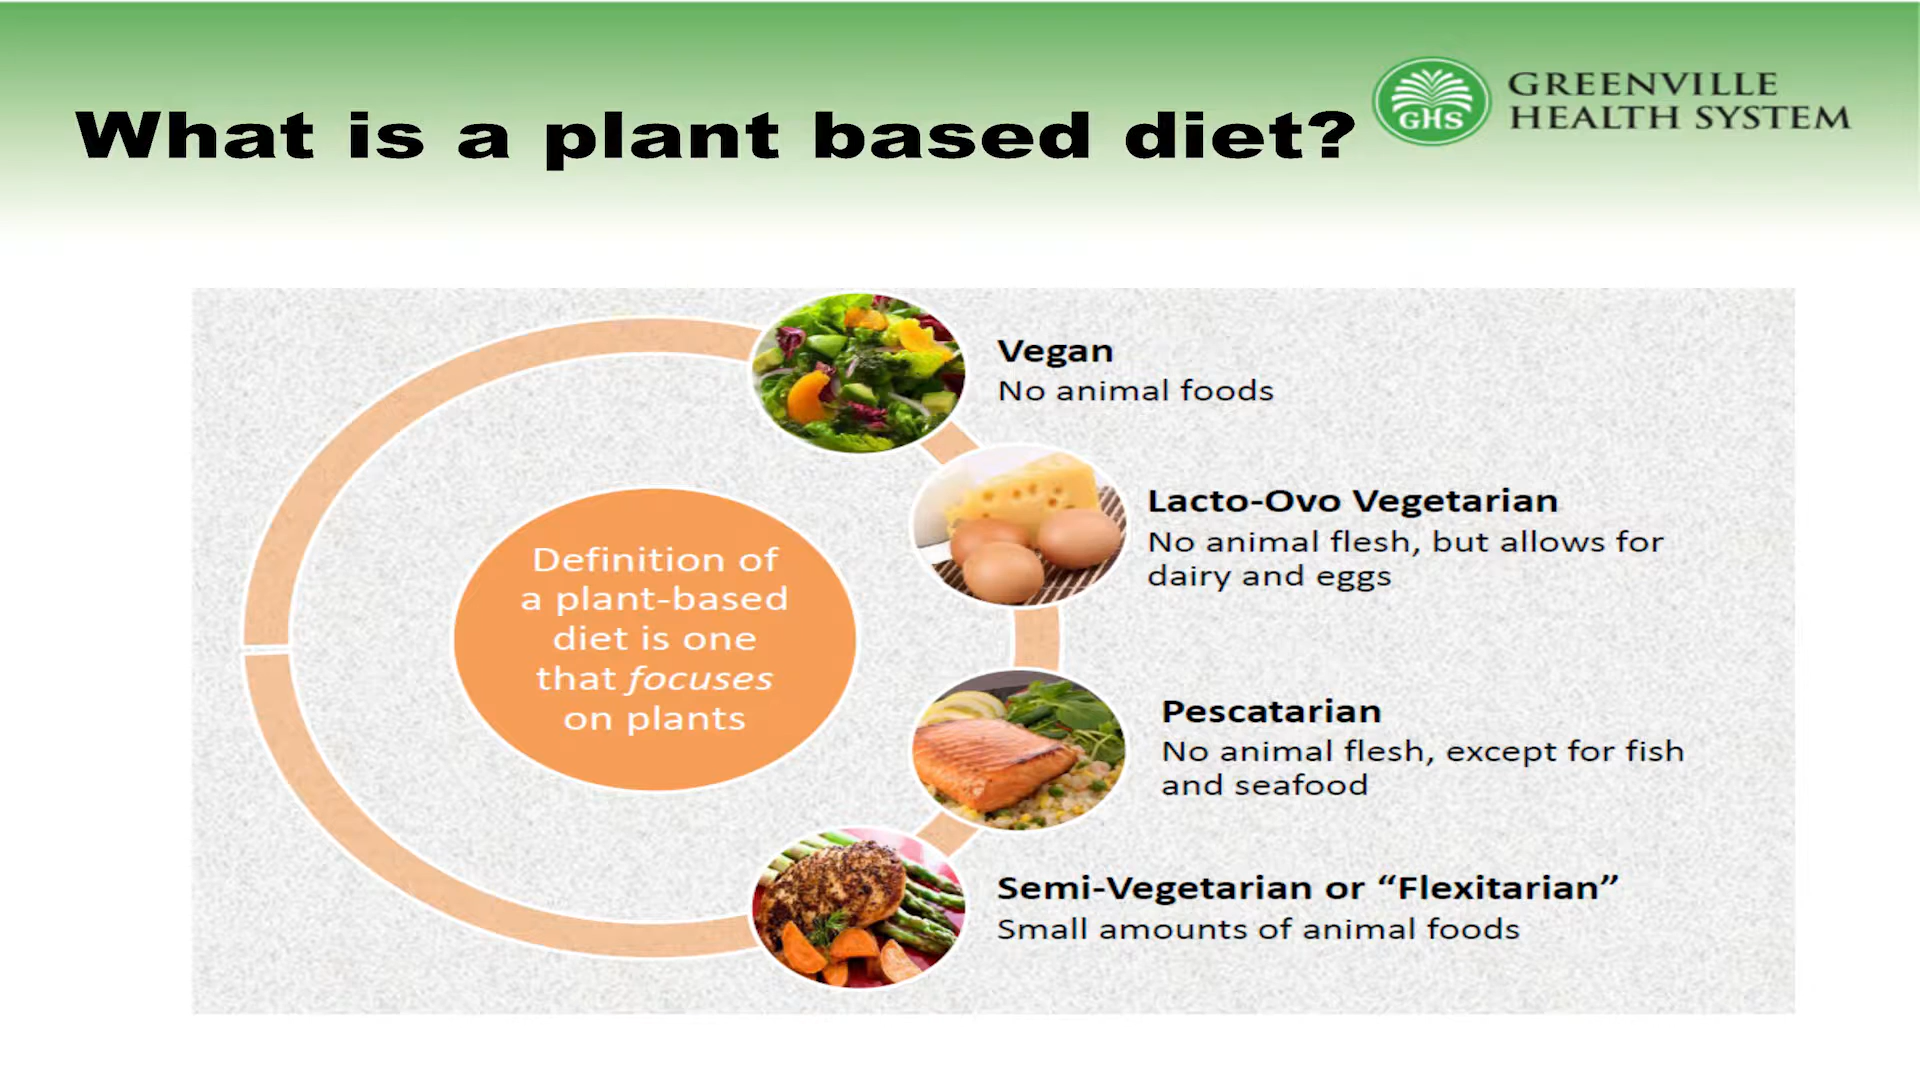 What is a plant based diet?
GHS
GREENVILLE
HEALTH SYSTEM
Definition of
a plant-based
diet is one
that focuses
on plants
Vegan
No animal foods
Lacto-Ovo Vegetarian
No animal flesh, but allows for
dairy and eggs
Pescatarian
No animal flesh, except for fish
and seafood
Semi-Vegetarian or “Flexitarian”
Small amounts of animal foods